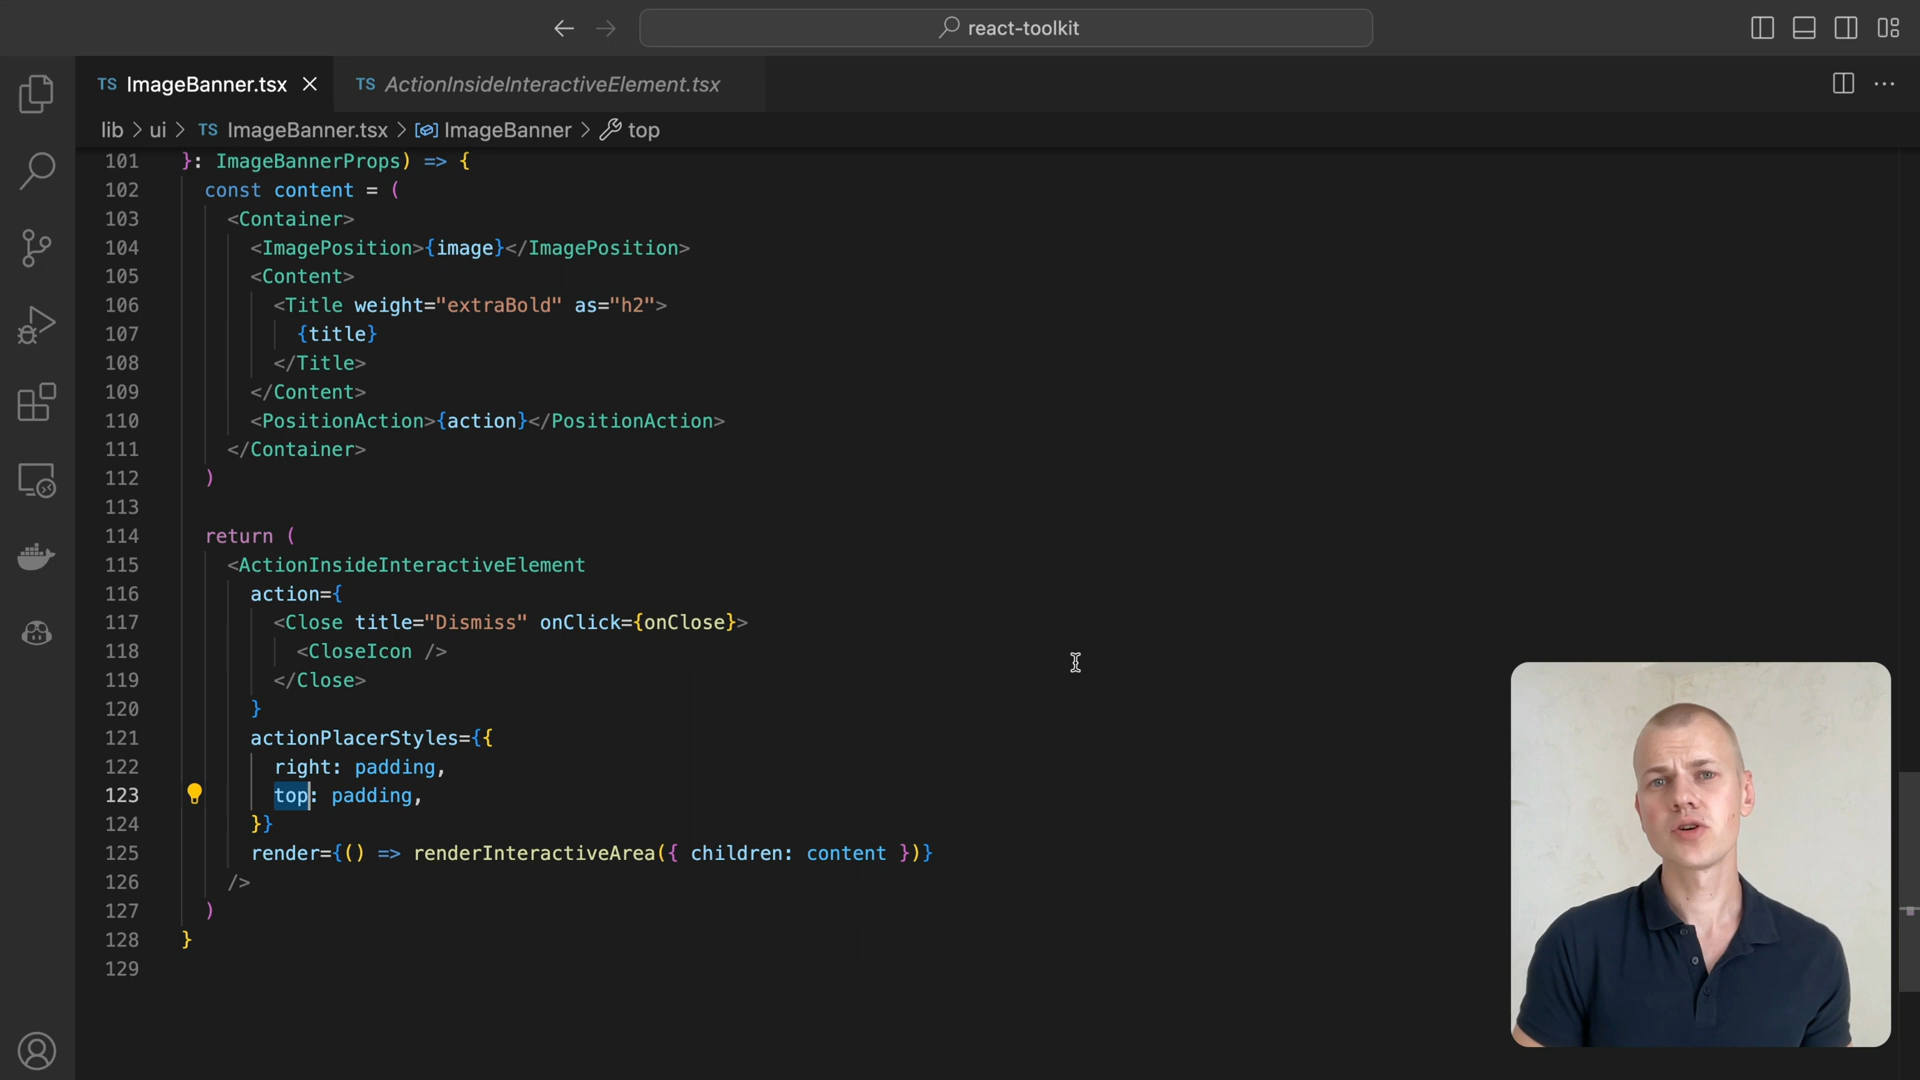 react-toolkit
TS ImageBanner.tsx
TS ActionInsideInteractiveElement.tsx
lib > ui > TS ImageBanner.tsx > ImageBanner > top
101 }: ImageBannerProps) => {
102 const content = (
103 <Container>
104 <ImagePosition>{image}</ImagePosition>
105 <Content>
106 <Title weight="extraBold" as="h2">
107 {title}
108 </Title>
109 </Content>
110 <PositionAction>{action}</PositionAction>
111 </Container>
112 )
113
114 return (
115 <ActionInsideInteractiveElement
116 action={
117 <Close title="Dismiss" onClick={onClose}>
118 <CloseIcon />
119 </Close>
120 }
121 actionPlacerStyles={{
122 right: padding,
123 top: padding,
124 }}
125 render={() => renderInteractiveArea({ children: content })}
126 />
127 )
128 }
129